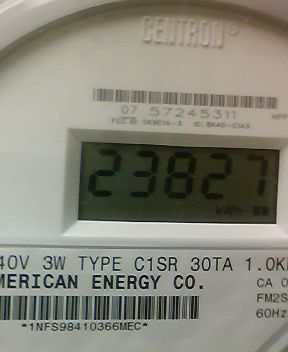 CENTRON®
07 57245311
23827
kWh
40V 3W TYPE C1SR 30TA 1.0K
MERICAN ENERGY CO.
CA 0
FM2S
60Hz
*1NFS98410366MEC*